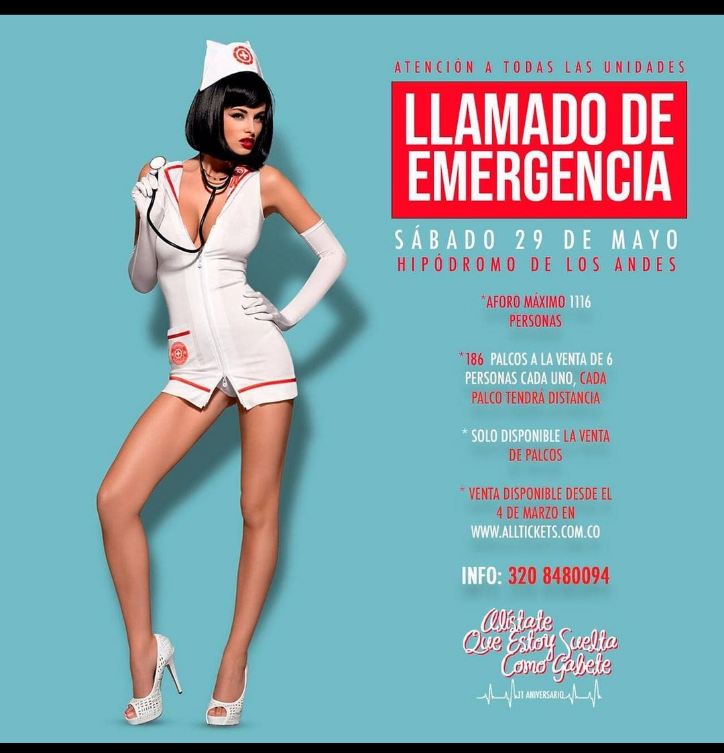 ATENCIÓN A TODAS LAS UNIDADES
LLAMADO DE
EMERGENCIA
SÁBADO 29 DE MAYO
HIPÓDROMO DE LOS ANDES
*AFORO MÁXIMO 1116
PERSONAS
*186 PALCOS A LA VENTA DE 6
PERSONAS CADA UNO, CADA
PALCO TENDRÁ DISTANCIA
* SOLO DISPONIBLE LA VENTA
DE PALCOS
* VENTA DISPONIBLE DESDE EL
4 DE MARZO EN
WWW.ALLTICKETS.COM.CO
INFO: 320 8480094
Alístate
Que Estoy Suelta
Como Gabete
11 ANIVERSARIO